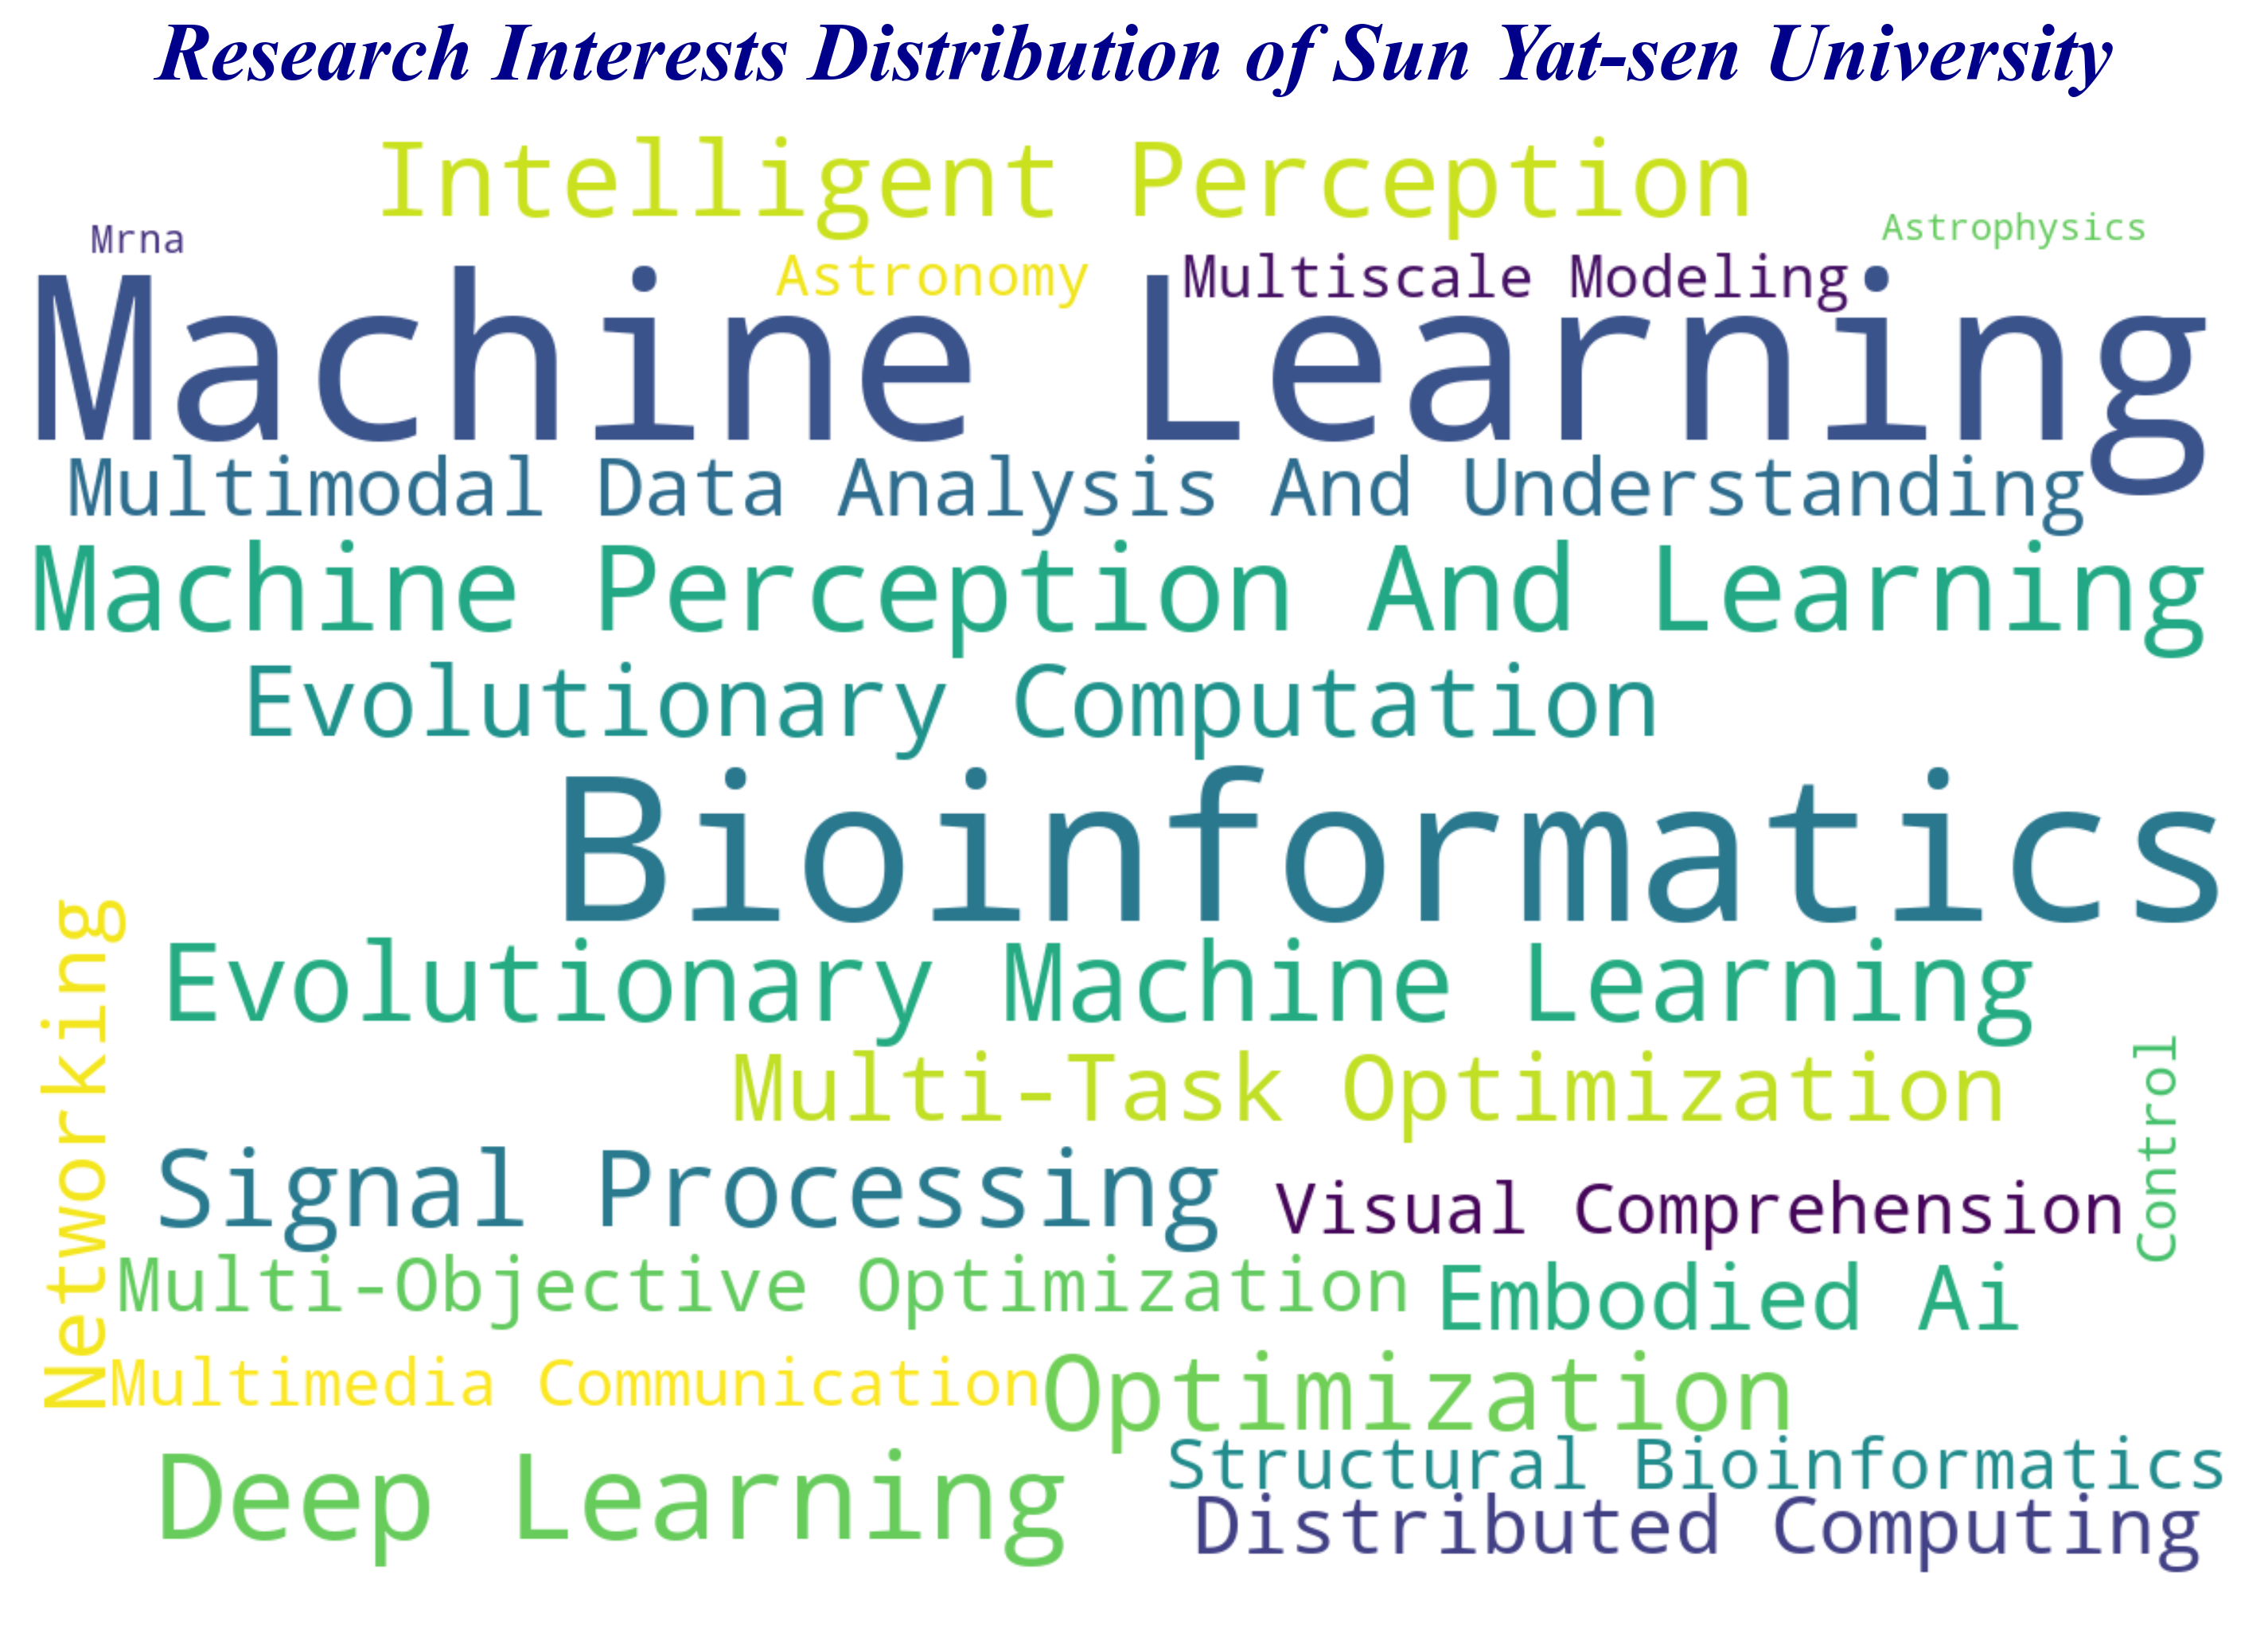 Research Interests Distribution of Sun Yat-sen University
Intelligent Perception
Mrna
Astrophysics
Astronomy
Multiscale Modeling
Machine Learning
Multimodal Data Analysis And Understanding
Machine Perception And Learning
Evolutionary Computation
Bioinformatics
Networking
Evolutionary Machine Learning
Multi-Task Optimization
Control
Signal Processing
Visual Comprehension
Multi-Objective Optimization
Embodied Ai
Multimedia Communication
Optimization
Deep Learning
Structural Bioinformatics
Distributed Computing